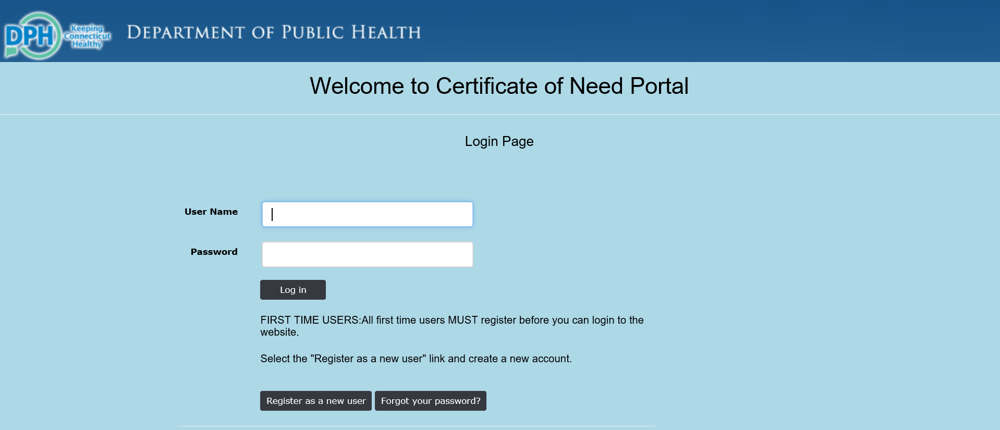 DPH
Keeping
Connecticut
Healthy
DEPARTMENT OF PUBLIC HEALTH
Welcome to Certificate of Need Portal
Login Page
User Name
Password
Log in
FIRST TIME USERS:All first time users MUST register before you can login to the
website.
Select the "Register as a new user" link and create a new account.
Register as a new user
Forgot your password?